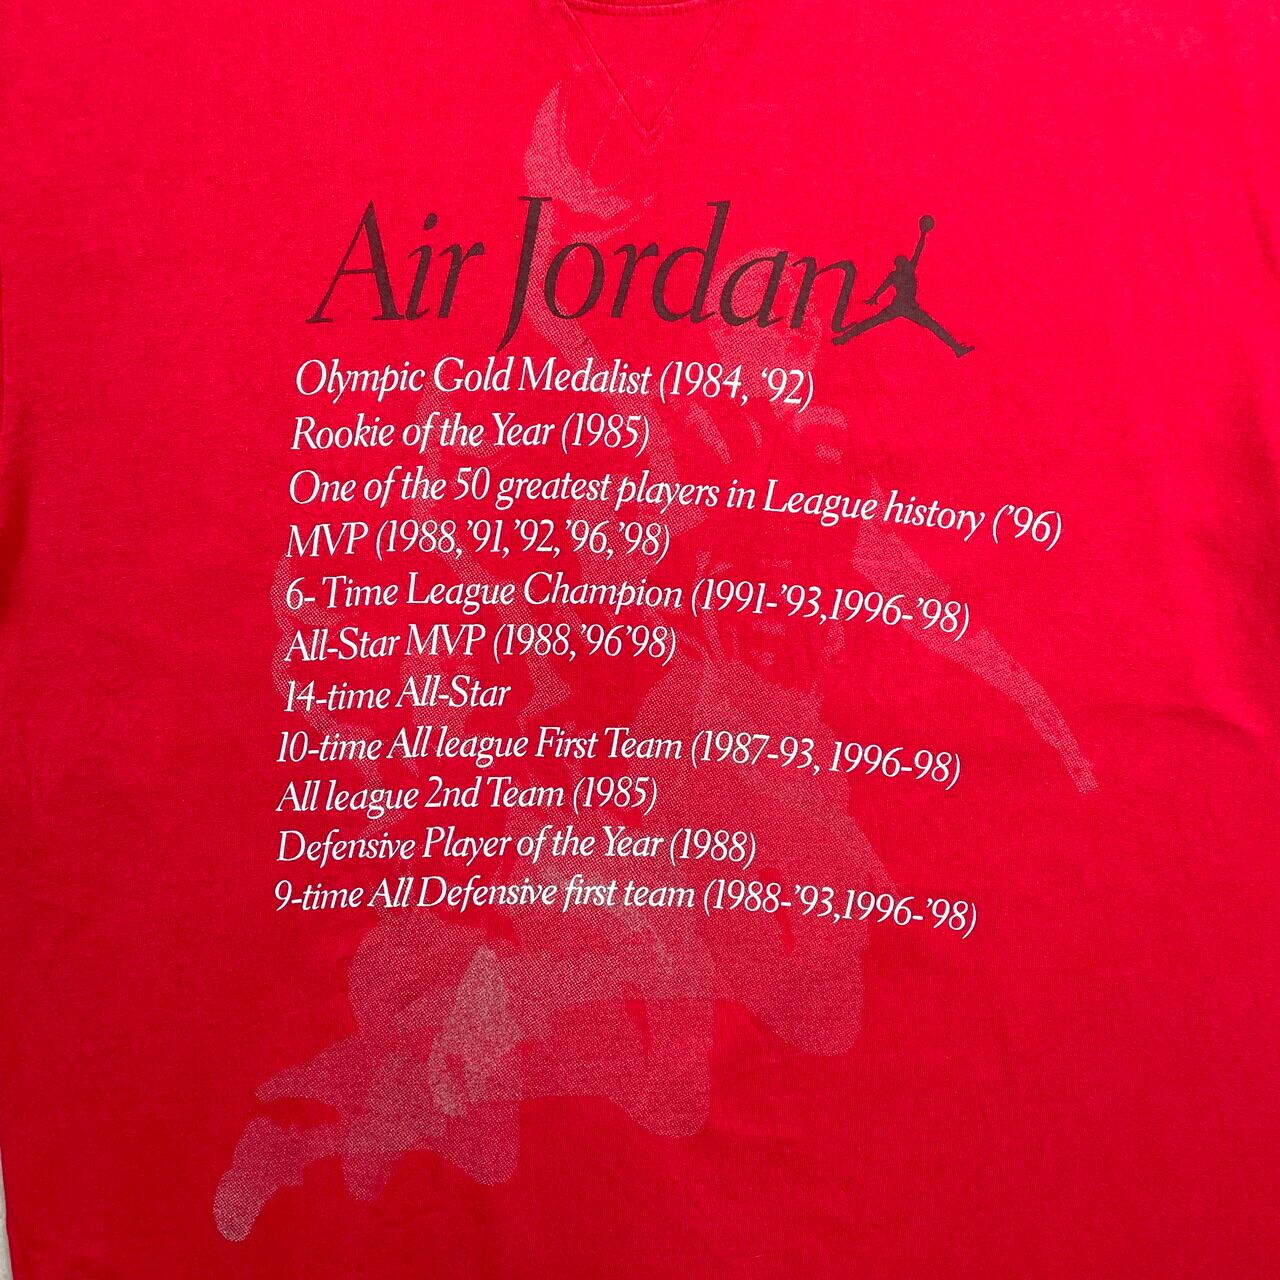 Air Jordan
Olympic Gold Medalist (1984, ‘92)
Rookie of the Year (1985)
One of the 50 greatest players in League history (’96)
MVP (1988,’91,’92,’96,’98)
6-Time League Champion (1991-’93,1996-’98)
All-Star MVP (1988,’96’98)
14-time All-Star
10-time All league First Team (1987-93, 1996-98)
All league 2nd Team (1985)
Defensive Player of the Year (1988)
9-time All Defensive first team (1988-’93,1996-’98)